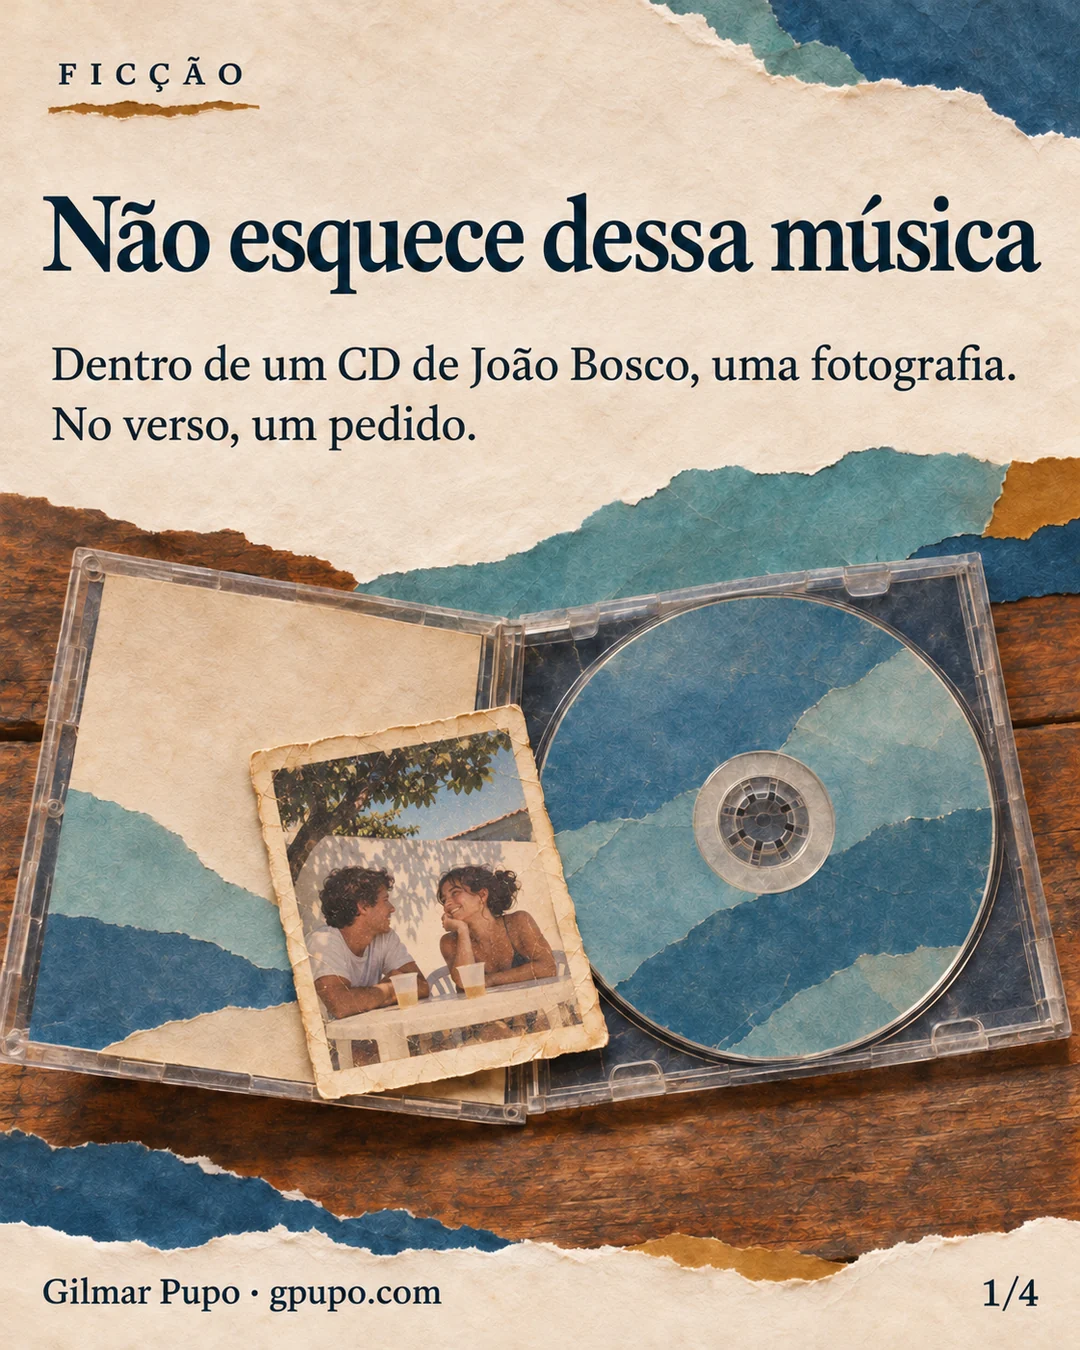 FICÇÃO
Não esquece dessa música
Dentro de um CD de João Bosco, uma fotografia.
No verso, um pedido.
Gilmar Pupo · gpupo.com
1/4